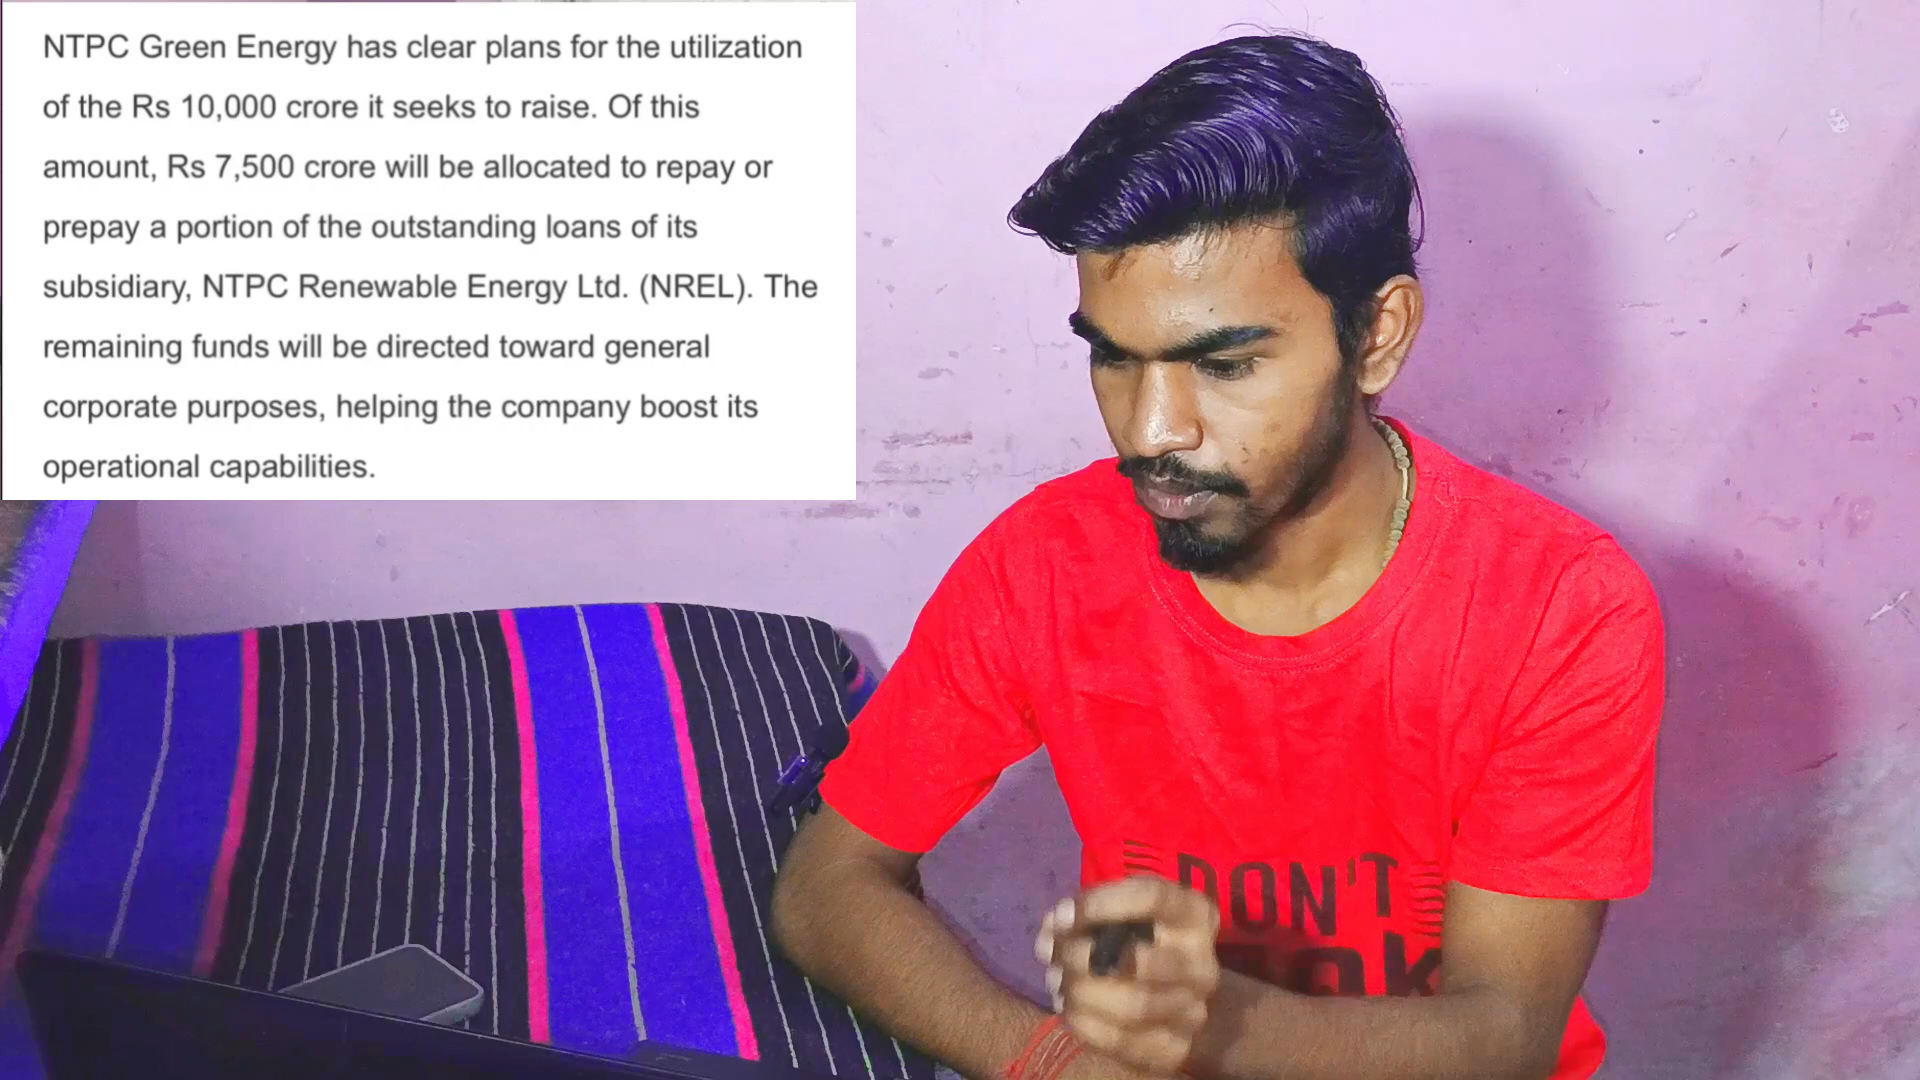 NTPC Green Energy has clear plans for the utilization
of the Rs 10,000 crore it seeks to raise. Of this
amount, Rs 7,500 crore will be allocated to repay or
prepay a portion of the outstanding loans of its
subsidiary, NTPC Renewable Energy Ltd. (NREL). The
remaining funds will be directed toward general
corporate purposes, helping the company boost its
operational capabilities.
DON'T